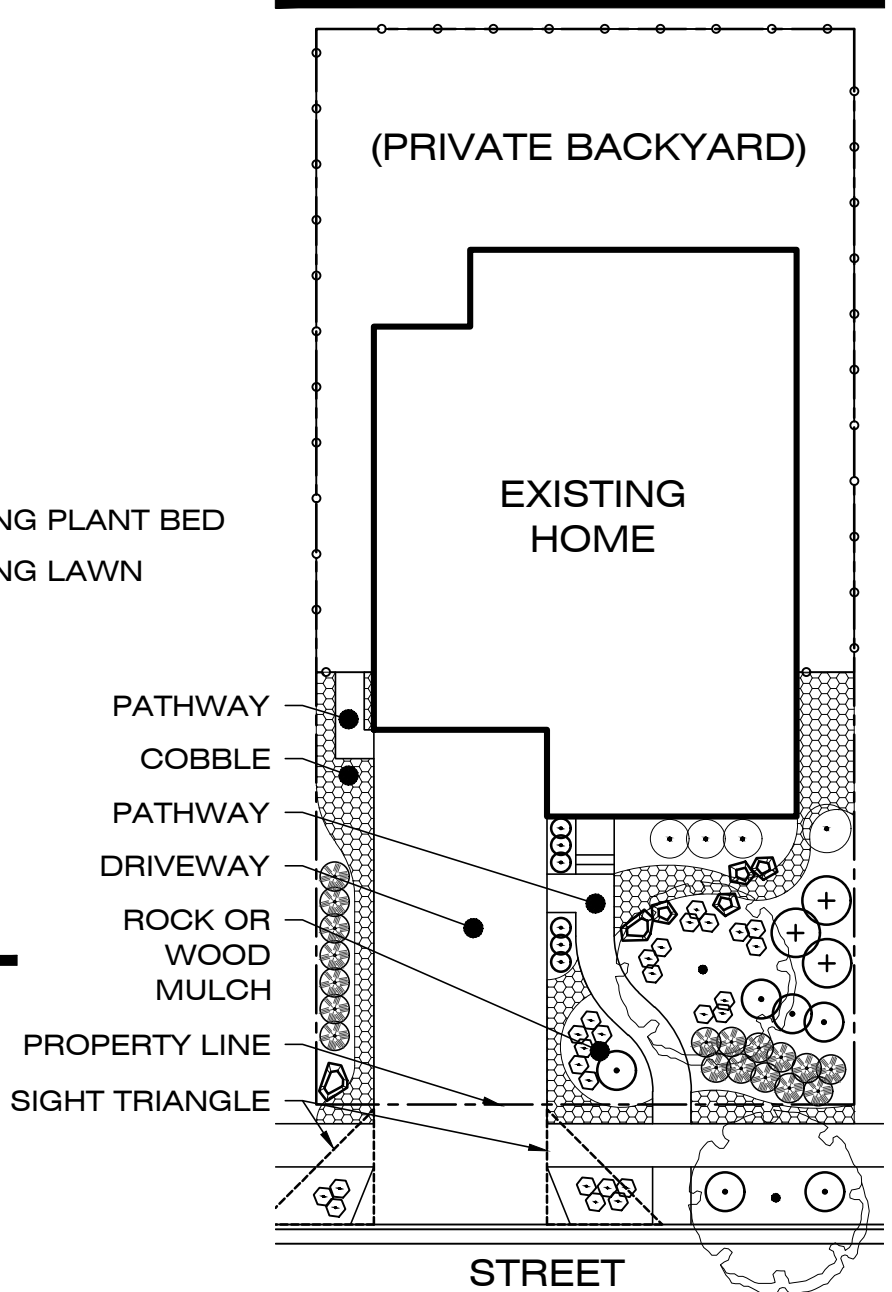 (PRIVATE BACKYARD)
EXISTING
HOME
NG PLANT BED
NG LAWN
PATHWAY
COBBLE
PATHWAY
DRIVEWAY
ROCK OR
WOOD
MULCH
PROPERTY LINE
SIGHT TRIANGLE
STREET